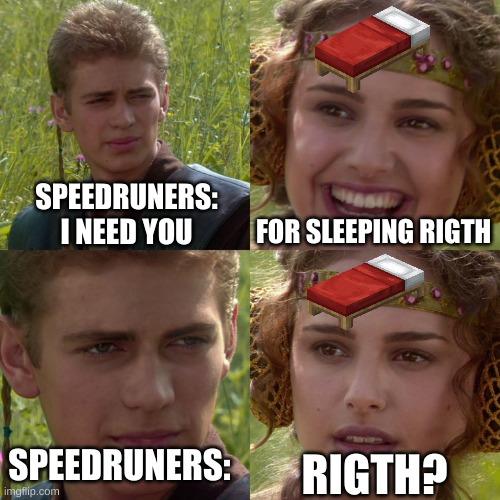 SPEEDRUNERS:
I NEED YOU
FOR SLEEPING RIGTH
SPEEDRUNERS:
RIGTH?
imgflip.com